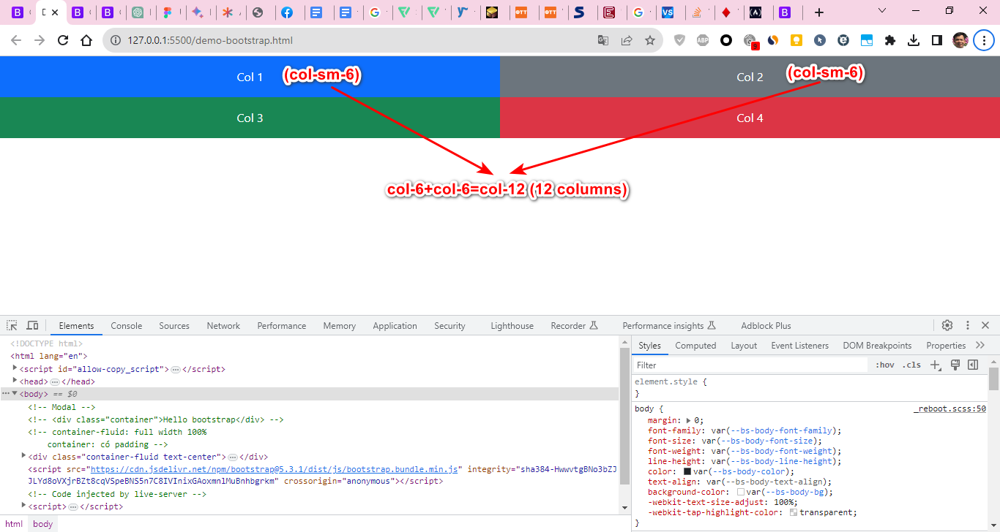 127.0.0.1:5500/demo-bootstrap.html
ABP
9
Col 1 (col-sm-6) Col 2 (col-sm-6)
Col 3 Col 4
col-6+col-6=col-12 (12 columns)
Elements Console Sources Network Performance Memory Application Security Lighthouse Recorder Performance insights Adblock Plus
<!DOCTYPE html>
<html lang="en">
<script id="allow-copy_script">…</script>
<head>…</head>
<body> == $0
<!-- Modal -->
<!-- <div class="container">Hello bootstrap</div> -->
<!-- container-fluid: full width 100%
container: có padding -->
<div class="container-fluid text-center">…</div>
<script src="https://cdn.jsdelivr.net/npm/bootstrap@5.3.1/dist/js/bootstrap.bundle.min.js" integrity="sha384-HwwvtgBNo3bZJ
JLYd8oVXjrBZt8cqVSpeBNS5n7C8IVInixGAoxmnlMuBnhbgrkm" crossorigin="anonymous"></script>
<!-- Code injected by live-server -->
<script>…</script>
html body
Styles Computed Layout Event Listeners DOM Breakpoints Properties
Filter :hov .cls
element.style {
}
body { _reboot.scss:50
margin: 0;
font-family: var(--bs-body-font-family);
font-size: var(--bs-body-font-size);
font-weight: var(--bs-body-font-weight);
line-height: var(--bs-body-line-height);
color: var(--bs-body-color);
text-align: var(--bs-body-text-align);
background-color: var(--bs-body-bg);
-webkit-text-size-adjust: 100%;
-webkit-tap-highlight-color: transparent;
}